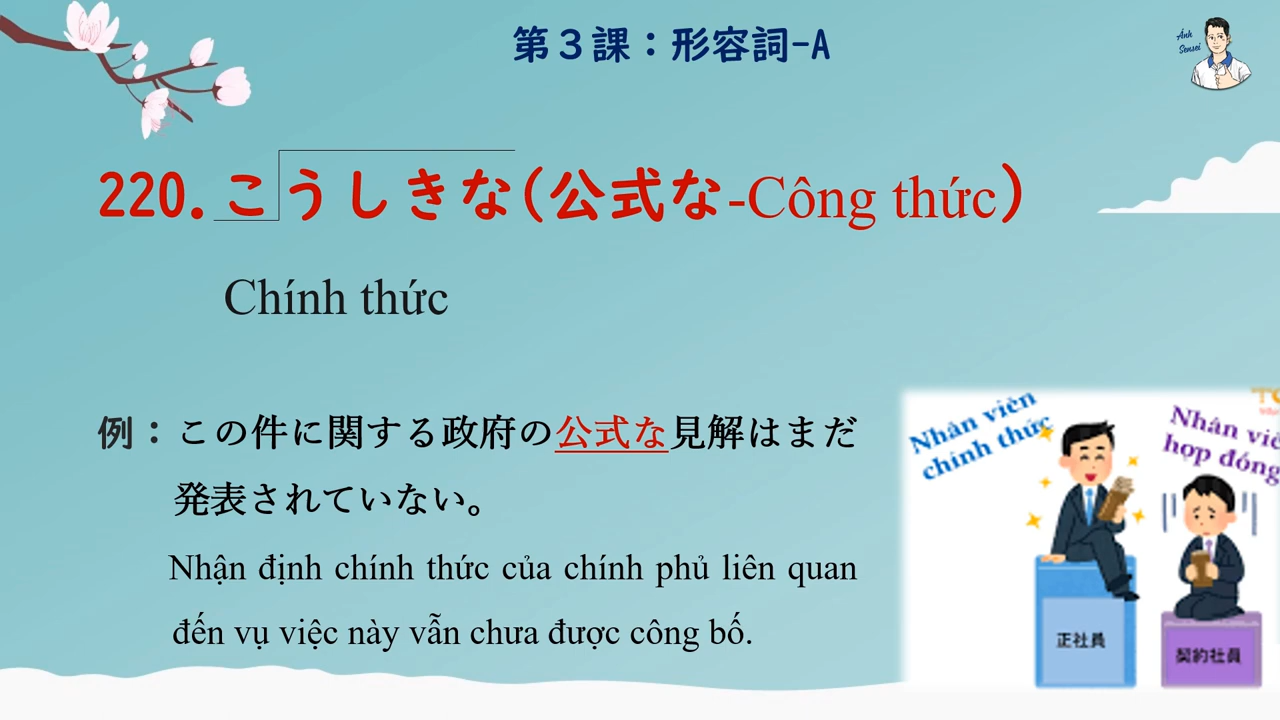 第３課：形容詞-A
Anh
Sensei
220.こうしきな(公式な-Công thức)
Chính thức
例：この件に関する政府の公式な見解はまだ
発表されていない。
Nhận định chính thức của chính phủ liên quan
đến vụ việc này vẫn chưa được công bố.
Nhân viên
chính thức
Nhân viê
hợp đồng
正社員
契約社員